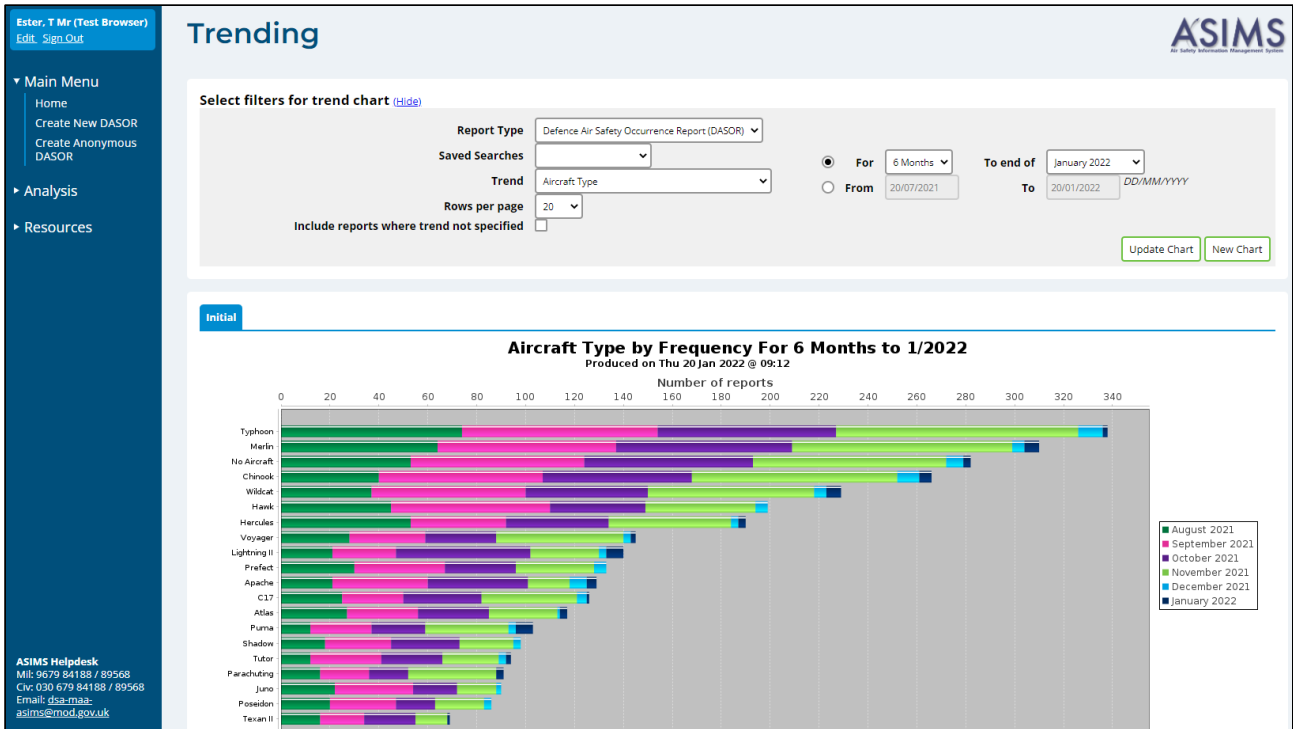 Ester, T Mr (Test Browser)
Edit Sign Out
Main Menu
Home
Create New DASOR
Create Anonymous
DASOR
Analysis
Resources
ASIMS Helpdesk
Mil: 9679 84188 / 89568
Civ: 030 679 84188 / 89568
Email: dsa-maa-
asims@mod.gov.uk
Trending
ASIMS
Air Safety Information Management System
Select filters for trend chart (Hide)
Report Type Defence Air Safety Occurrence Report (DASOR)
Saved Searches
Trend Aircraft Type
Rows per page 20
Include reports where trend not specified
For 6 Months To end of January 2022
From 20/07/2021 To 20/01/2022 DD/MM/YYYY
Update Chart New Chart
Initial
Aircraft Type by Frequency For 6 Months to 1/2022
Produced on Thu 20 Jan 2022 @ 09:12
Number of reports
0 20 40 60 80 100 120 140 160 180 200 220 240 260 280 300 320 340
Typhoon
Merlin
No Aircraft
Chinook
Wildcat
Hawk
Hercules
Voyager
Lightning II
Prefect
Apache
C17
Atlas
Puma
Shadow
Tutor
Parachuting
Juno
Poseidon
Texan II
August 2021
September 2021
October 2021
November 2021
December 2021
January 2022